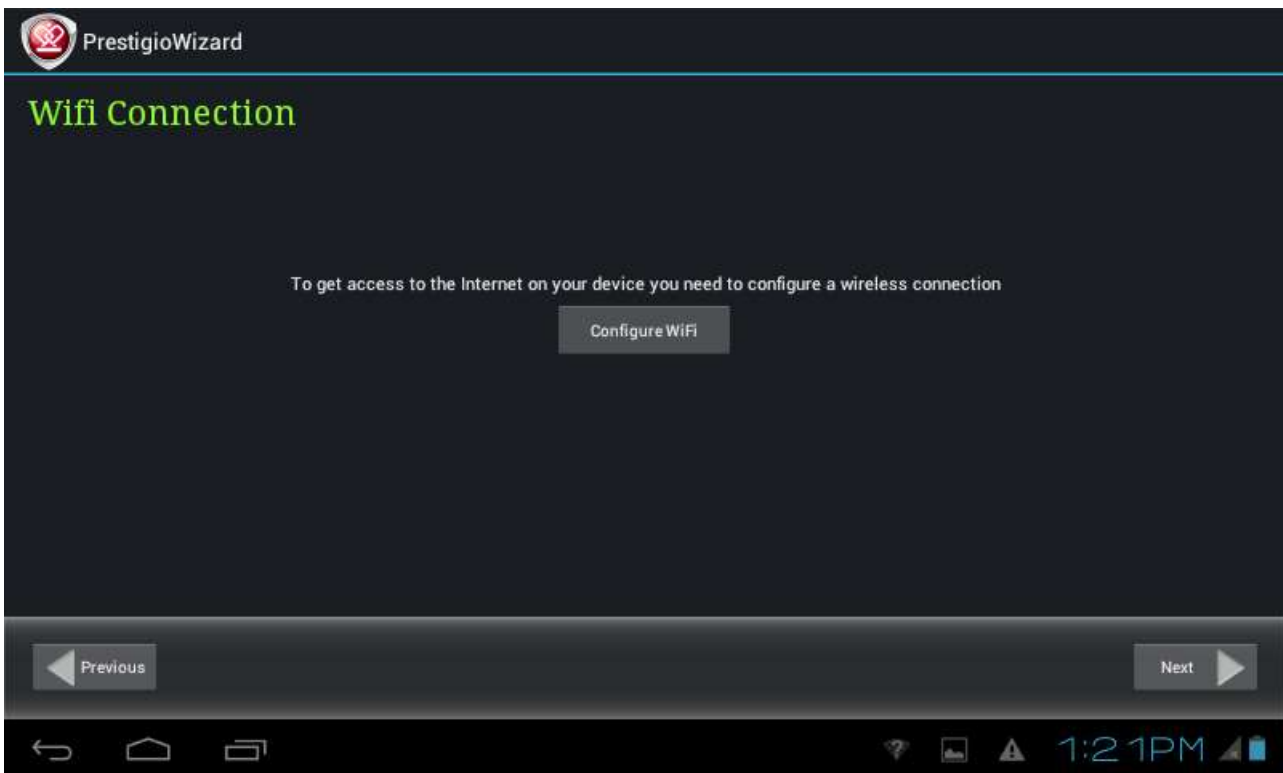 PrestigioWizard
Wifi Connection
To get access to the Internet on your device you need to configure a wireless connection
Configure WiFi
Previous
Next
1:21PM